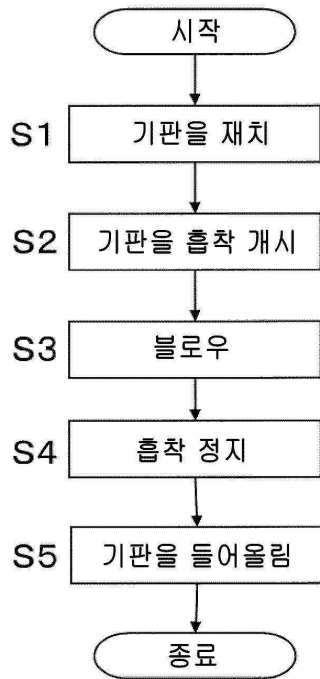 시작
S1 기판을 재치
S2 기판을 흡착 개시
S3 블로우
S4 흡착 정지
S5 기판을 들어올림
종료